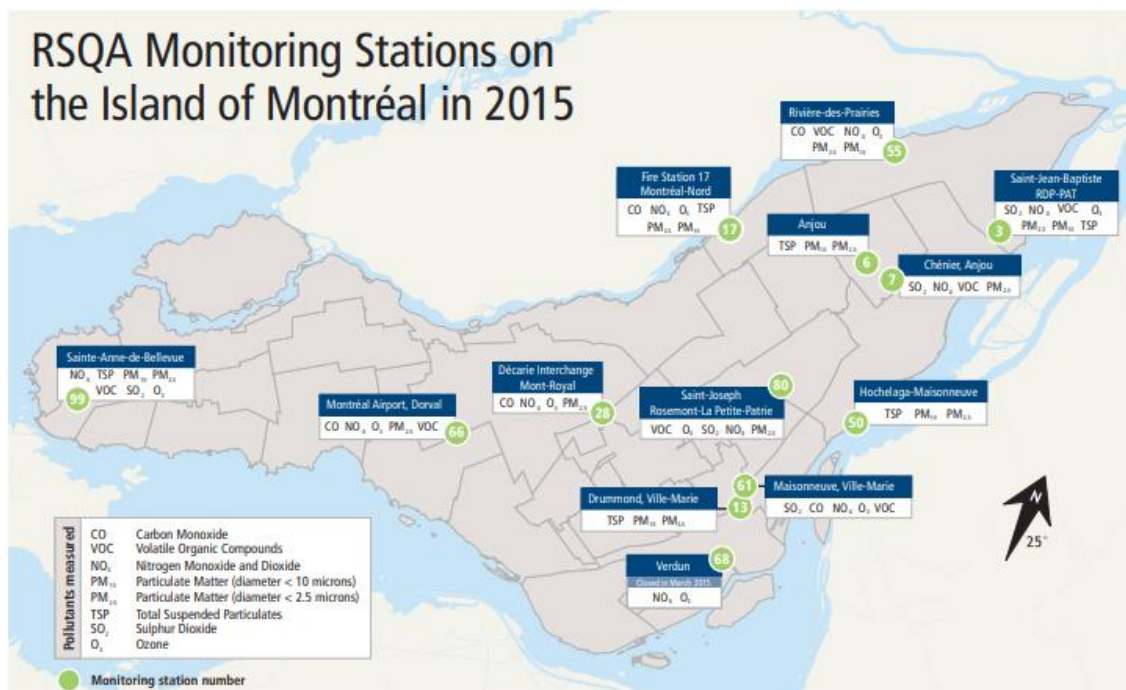 RSQA Monitoring Stations on
the Island of Montréal in 2015
Rivière-des-Prairies
CO VOC NOₓ O₃
PM₂.₅ PM₁₀
55
Fire Station 17
Montréal-Nord
CO NOₓ O₃ TSP
PM₂.₅ PM₁₀
17
Saint-Jean-Baptiste
RDP-PAT
SO₂ NOₓ VOC O₃
PM₂.₅ PM₁₀ TSP
3
Anjou
TSP PM₁₀ PM₂.₅
6
7
Chénier, Anjou
SO₂ NOₓ VOC PM₂.₅
Sainte-Anne-de-Bellevue
NOₓ TSP PM₁₀ PM₂.₅
VOC SO₂ O₃
99
Montréal Airport, Dorval
CO NOₓ O₃ PM₂.₅ VOC
66
Décarie Interchange
Mont-Royal
CO NOₓ O₃ PM₂.₅
28
80
Saint-Joseph
Rosemont-La Petite-Patrie
VOC O₃ SO₂ NOₓ PM₂.₅
Hochelaga-Maisonneuve
TSP PM₁₀ PM₂.₅
50
61
Maisonneuve, Ville-Marie
SO₂ CO NOₓ O₃ VOC
Drummond, Ville-Marie
13
TSP PM₁₀ PM₂.₅
68
Verdun
Closed in March 2015
NOₓ O₃
N
25°
Pollutants measured
CO Carbon Monoxide
VOC Volatile Organic Compounds
NOₓ Nitrogen Monoxide and Dioxide
PM₁₀ Particulate Matter (diameter < 10 microns)
PM₂.₅ Particulate Matter (diameter < 2.5 microns)
TSP Total Suspended Particulates
SO₂ Sulphur Dioxide
O₃ Ozone
Monitoring station number